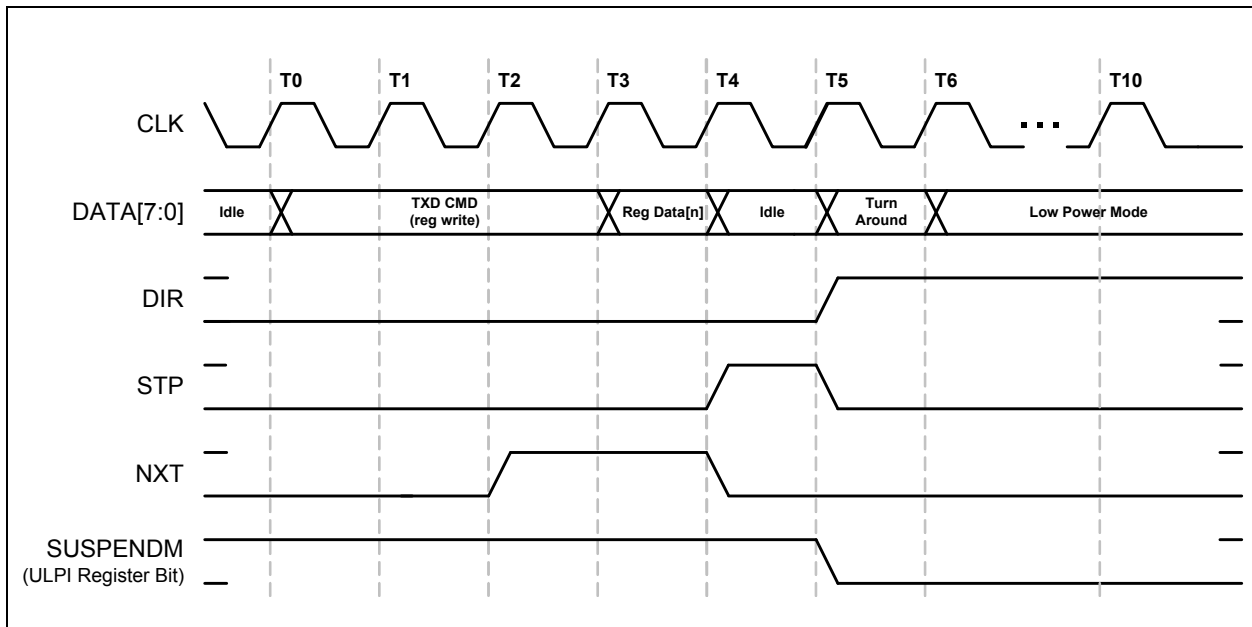 T0 T1 T2 T3 T4 T5 T6 T10
CLK
...
DATA[7:0]
Idle
TXD CMD
(reg write)
Reg Data[n]
Idle
Turn
Around
Low Power Mode
DIR
STP
NXT
SUSPENDM
(ULPI Register Bit)